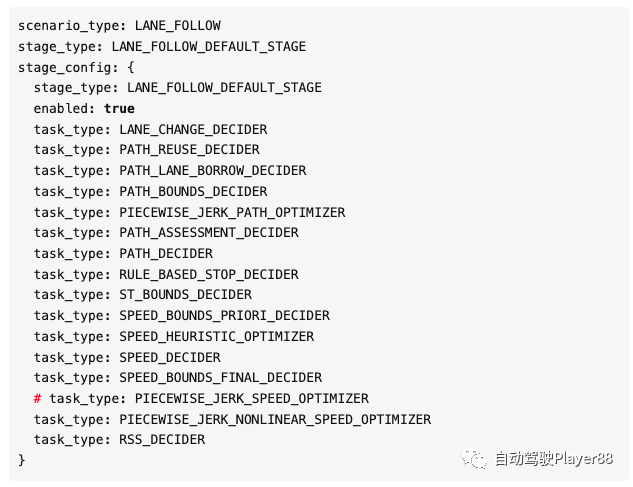 scenario_type: LANE_FOLLOW
stage_type: LANE_FOLLOW_DEFAULT_STAGE
stage_config: {
  stage_type: LANE_FOLLOW_DEFAULT_STAGE
  enabled: true
  task_type: LANE_CHANGE_DECIDER
  task_type: PATH_REUSE_DECIDER
  task_type: PATH_LANE_BORROW_DECIDER
  task_type: PATH_BOUNDS_DECIDER
  task_type: PIECEWISE_JERK_PATH_OPTIMIZER
  task_type: PATH_ASSESSMENT_DECIDER
  task_type: PATH_DECIDER
  task_type: RULE_BASED_STOP_DECIDER
  task_type: ST_BOUNDS_DECIDER
  task_type: SPEED_BOUNDS_PRIORI_DECIDER
  task_type: SPEED_HEURISTIC_OPTIMIZER
  task_type: SPEED_DECIDER
  task_type: SPEED_BOUNDS_FINAL_DECIDER
  # task_type: PIECEWISE_JERK_SPEED_OPTIMIZER
  task_type: PIECEWISE_JERK_NONLINEAR_SPEED_OPTIMIZER
  task_type: RSS_DECIDER
}
自动驾驶Player88